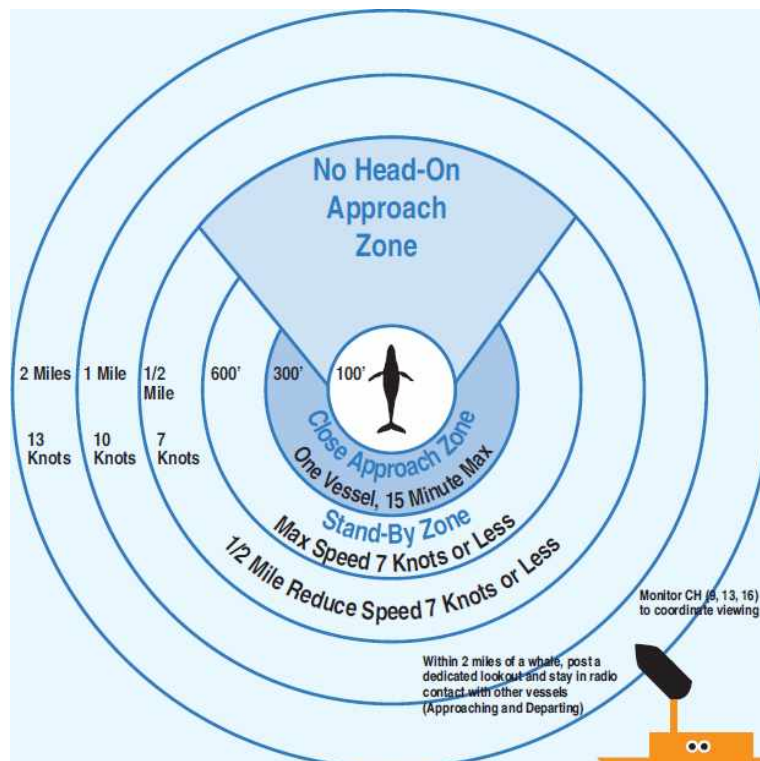 No Head-On
Approach
Zone
2 Miles
1 Mile
1/2
Mile
600'
300'
100'
13
Knots
10
Knots
7
Knots
Close Approach Zone
One Vessel, 15 Minute Max
Stand-By Zone
Max Speed 7 Knots or Less
1/2 Mile Reduce Speed 7 Knots or Less
Monitor CH (9, 13, 16)
to coordinate viewing
Within 2 miles of a whale, post a
dedicated lookout and stay in radio
contact with other vessels
(Approaching and Departing)